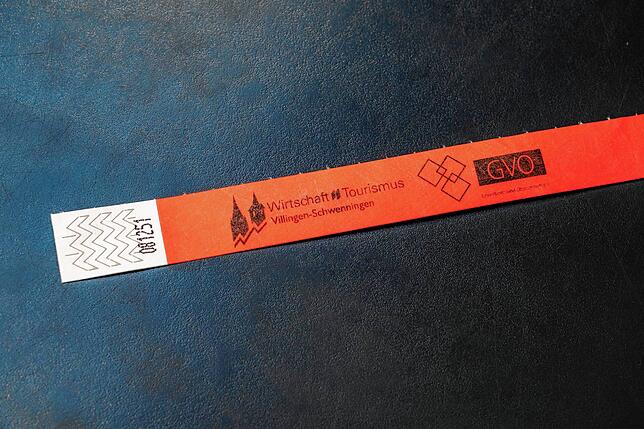 081251
Wirtschaft Tourismus
Villingen-Schwenningen
GVO